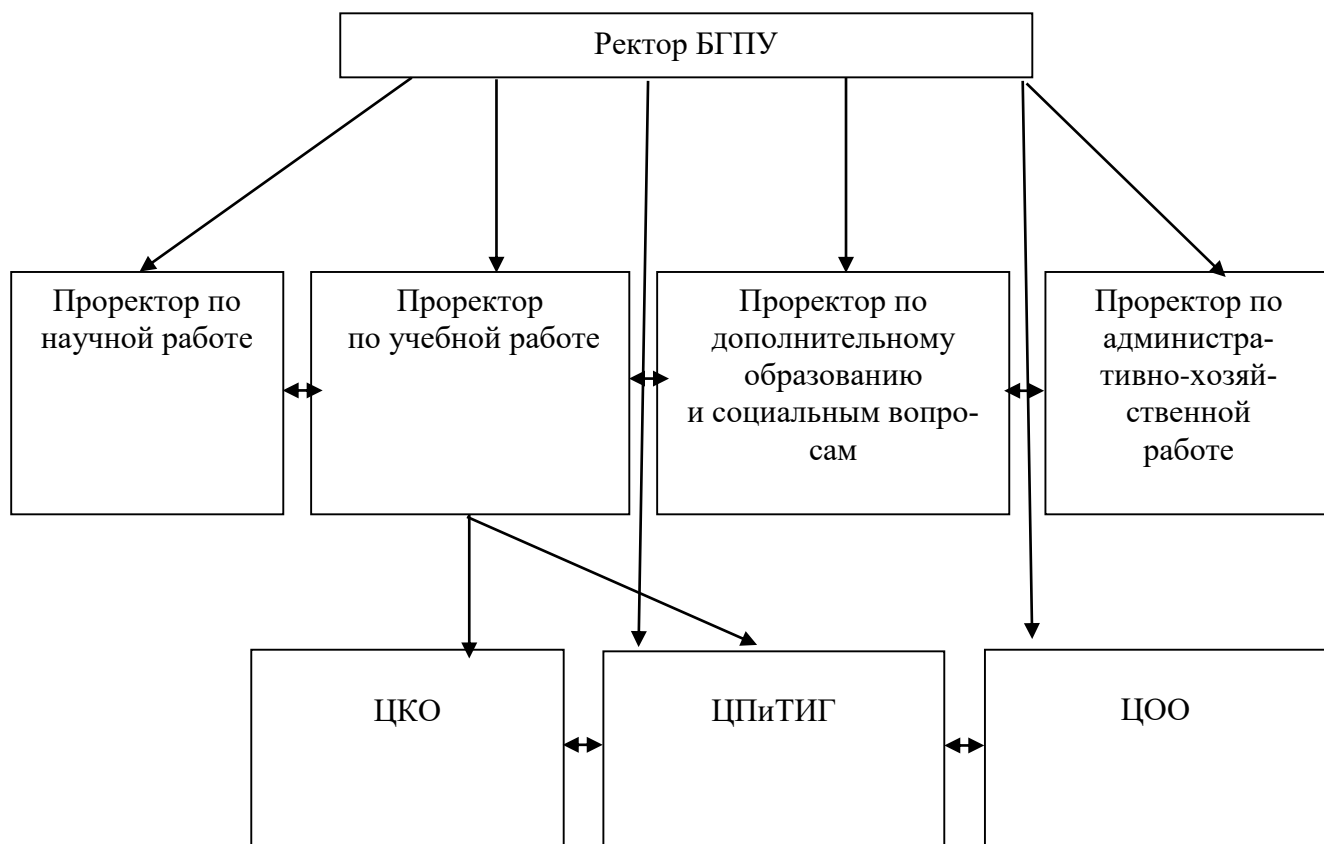 Ректор БГПУ
Проректор по
научной работе
Проректор
по учебной работе
Проректор по
дополнительному
образованию
и социальным вопро-
сам
Проректор по
администра-
тивно-хозяй-
ственной
работе
ЦКО
ЦПиТИГ
ЦОО